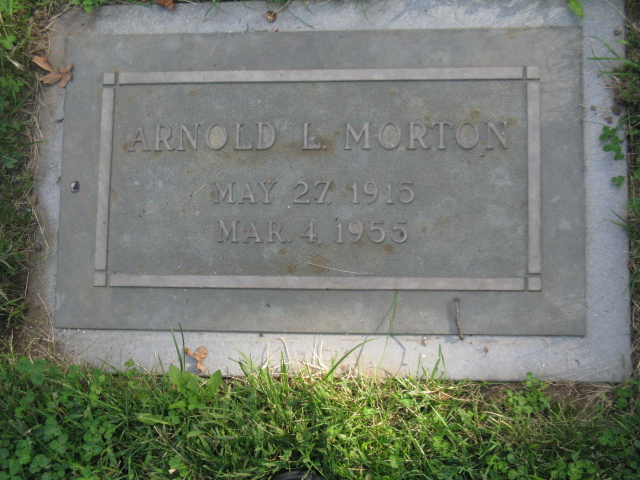 ARNOLD L. MORTON
MAY 27, 1915
MAR. 4, 1955